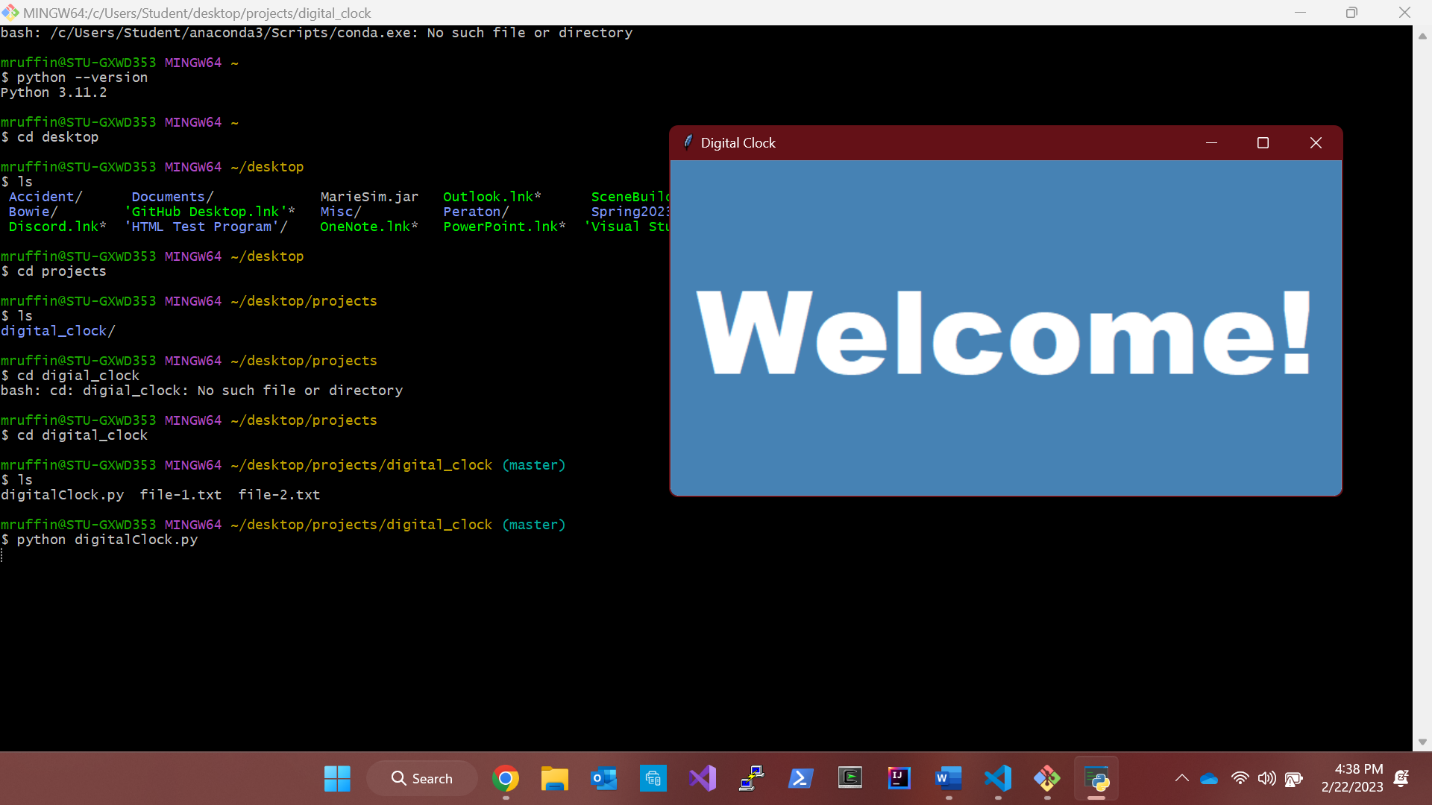 MINGW64:/c/Users/Student/desktop/projects/digital_clock
bash: /c/Users/Student/anaconda3/Scripts/conda.exe: No such file or directory
mruffin@STU-GXWD353 MINGW64 ~
$ python --version
Python 3.11.2
mruffin@STU-GXWD353 MINGW64 ~
$ cd desktop
mruffin@STU-GXWD353 MINGW64 ~/desktop
$ ls
Accident/ Documents/ MarieSim.jar Outlook.lnk* SceneBuil
Bowie/ 'GitHub Desktop.lnk'* Misc/ Peraton/ Spring2023
Discord.lnk* 'HTML Test Program'/ OneNote.lnk* PowerPoint.lnk* 'Visual Stu
mruffin@STU-GXWD353 MINGW64 ~/desktop
$ cd projects
mruffin@STU-GXWD353 MINGW64 ~/desktop/projects
$ ls
digital_clock/
mruffin@STU-GXWD353 MINGW64 ~/desktop/projects
$ cd digial_clock
bash: cd: digial_clock: No such file or directory
mruffin@STU-GXWD353 MINGW64 ~/desktop/projects
$ cd digital_clock
mruffin@STU-GXWD353 MINGW64 ~/desktop/projects/digital_clock (master)
$ ls
digitalClock.py file-1.txt file-2.txt
mruffin@STU-GXWD353 MINGW64 ~/desktop/projects/digital_clock (master)
$ python digitalClock.py
Digital Clock
Welcome!
Search
4:38 PM
2/22/2023